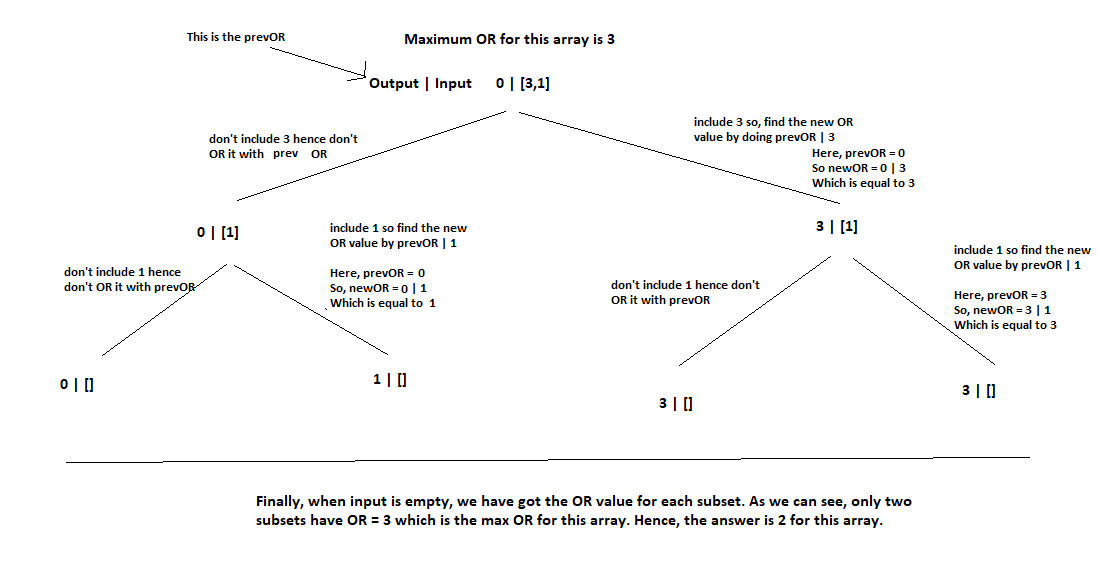 This is the prevOR
Maximum OR for this array is 3
Output | Input 0 | [3,1]
don't include 3 hence don't
OR it with prev OR
include 3 so, find the new OR
value by doing prevOR | 3
Here, prevOR = 0
So newOR = 0 | 3
Which is equal to 3
0 | [1]
include 1 so find the new
OR value by prevOR | 1
Here, prevOR = 0
So, newOR = 0 | 1
Which is equal to 1
3 | [1]
include 1 so find the new
OR value by prevOR | 1
Here, prevOR = 3
So, newOR = 3 | 1
Which is equal to 3
don't include 1 hence
don't OR it with prevOR
don't include 1 hence don't
OR it with prevOR
0 | []
1 | []
3 | []
3 | []
Finally, when input is empty, we have got the OR value for each subset. As we can see, only two
subsets have OR = 3 which is the max OR for this array. Hence, the answer is 2 for this array.